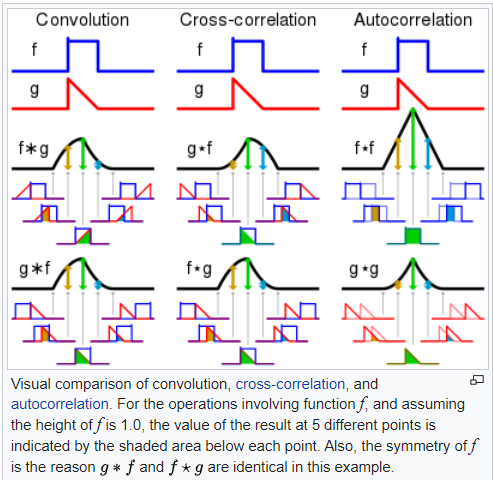 Convolution Cross-correlation Autocorrelation
f f f
g g g
f∗g g⋆f f⋆f
g∗f f⋆g g⋆g
Visual comparison of convolution, cross-correlation, and
autocorrelation. For the operations involving function f, and assuming
the height of f is 1.0, the value of the result at 5 different points is
indicated by the shaded area below each point. Also, the symmetry of f
is the reason g ∗ f and f ⋆ g are identical in this example.